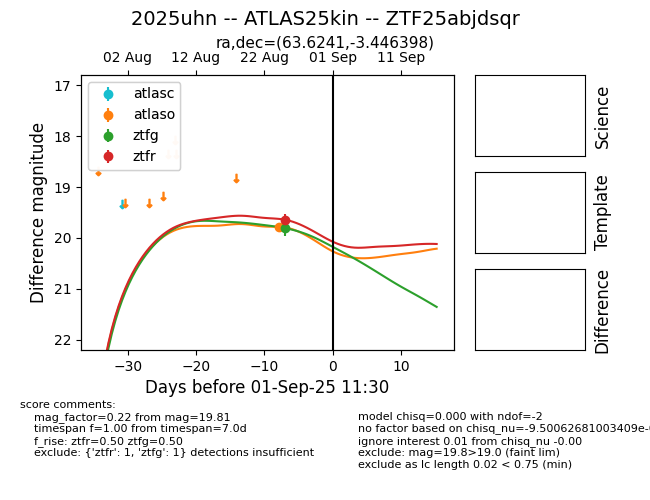 2025uhn -- ATLAS25kin -- ZTF25abjdsqr
ra,dec=(63.6241,-3.446398)
02 Aug 12 Aug 22 Aug 01 Sep 11 Sep
atlasc
atlaso
ztfg
ztfr
17
18
19
20
21
22
Difference magnitude
−30 −20 −10 0 10
Days before 01-Sep-25 11:30
Science
Template
Difference
score comments:
mag_factor=0.22 from mag=19.81
timespan f=1.00 from timespan=7.0d
f_rise: ztfr=0.50 ztfg=0.50
exclude: {'ztfr': 1, 'ztfg': 1} detections insufficient
model chisq=0.000 with ndof=-2
no factor based on chisq_nu=-9.50062681003409e-
ignore interest 0.01 from chisq_nu -0.00
exclude: mag=19.8>19.0 (faint lim)
exclude as lc length 0.02 < 0.75 (min)